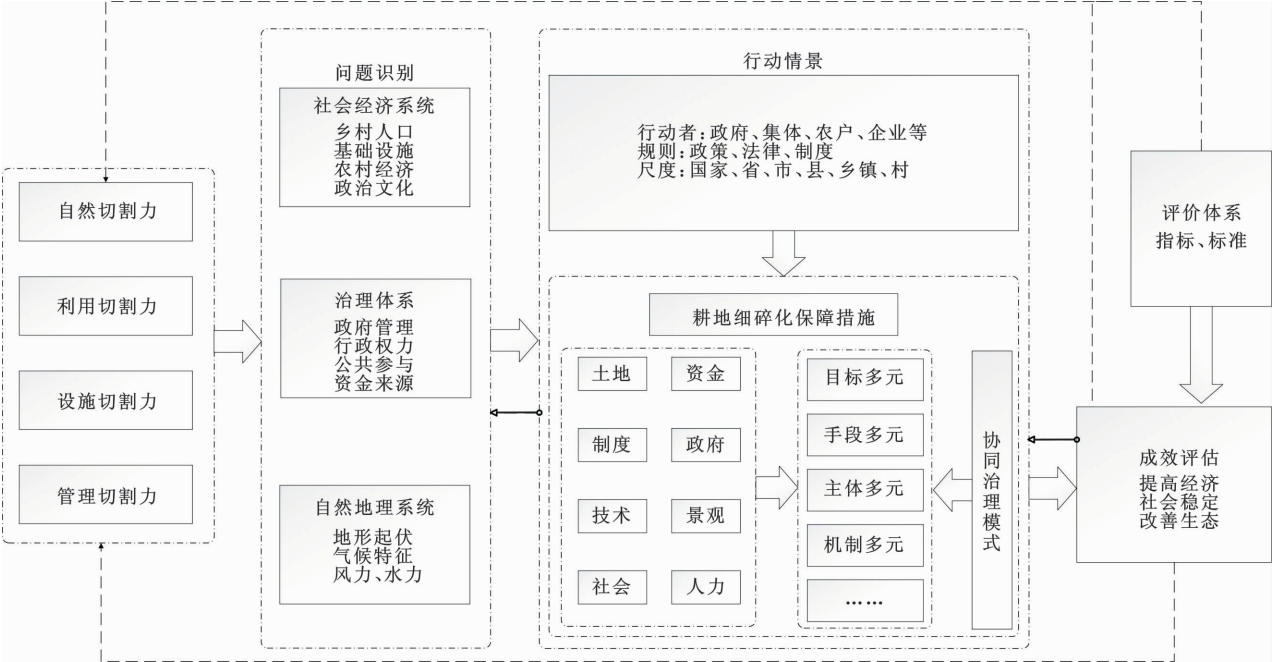 自然切割力
利用切割力
设施切割力
管理切割力
问题识别
社会经济系统
乡村人口
基础设施
农村经济
政治文化
治理体系
政府管理
行政权力
公共参与
资金来源
自然地理系统
地形起伏
气候特征
风力、水力
行动情景
行动者:政府、集体、农户、企业等
规则:政策、法律、制度
尺度:国家、省、市、县、乡镇、村
耕地细碎化保障措施
土地
资金
制度
政府
技术
景观
社会
人力
目标多元
手段多元
主体多元
机制多元
……
协同治理模式
评价体系
指标、标准
成效评估
提高经济
社会稳定
改善生态